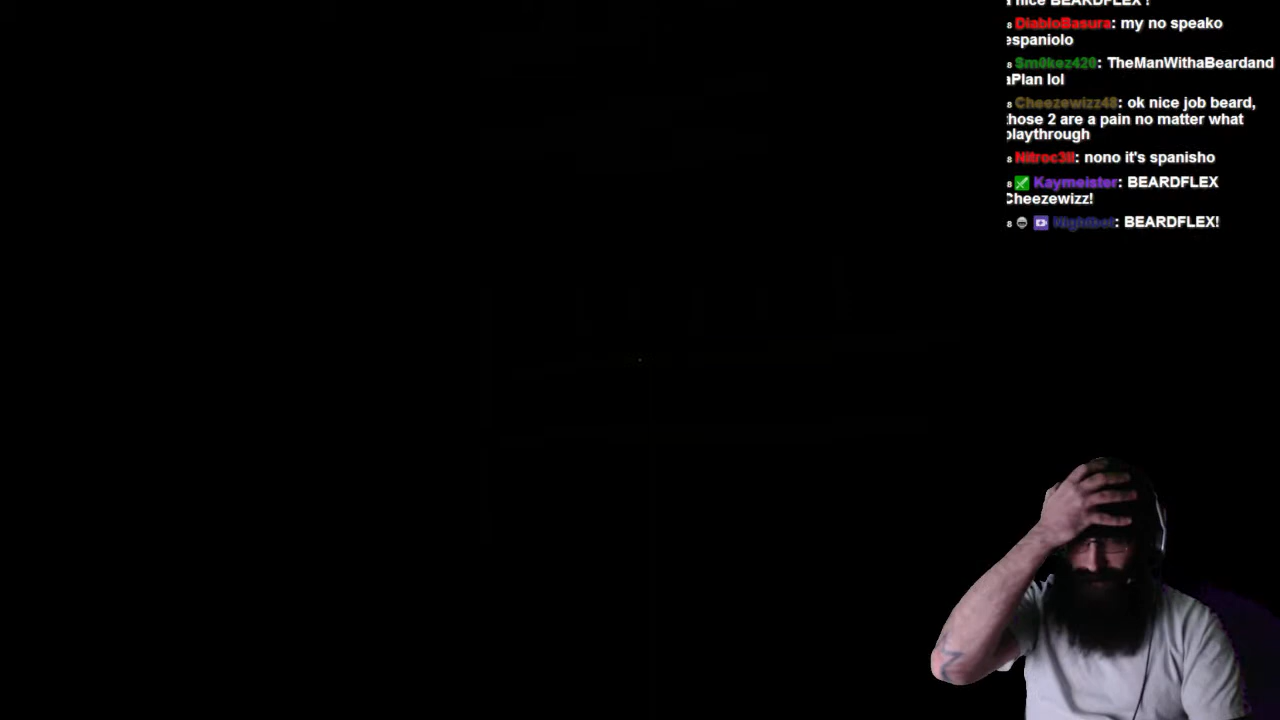 a nice BEARDFLEX !
DiabloBasura: my no speako
espaniolo
Sm0kez420: TheManWithaBeardand
aPlan lol
Cheezewizz48: ok nice job beard,
those 2 are a pain no matter what
playthrough
: nono it's spanisho
Kaymeister: BEARDFLEX
Cheezewizz!
Nightbot: BEARDFLEX!